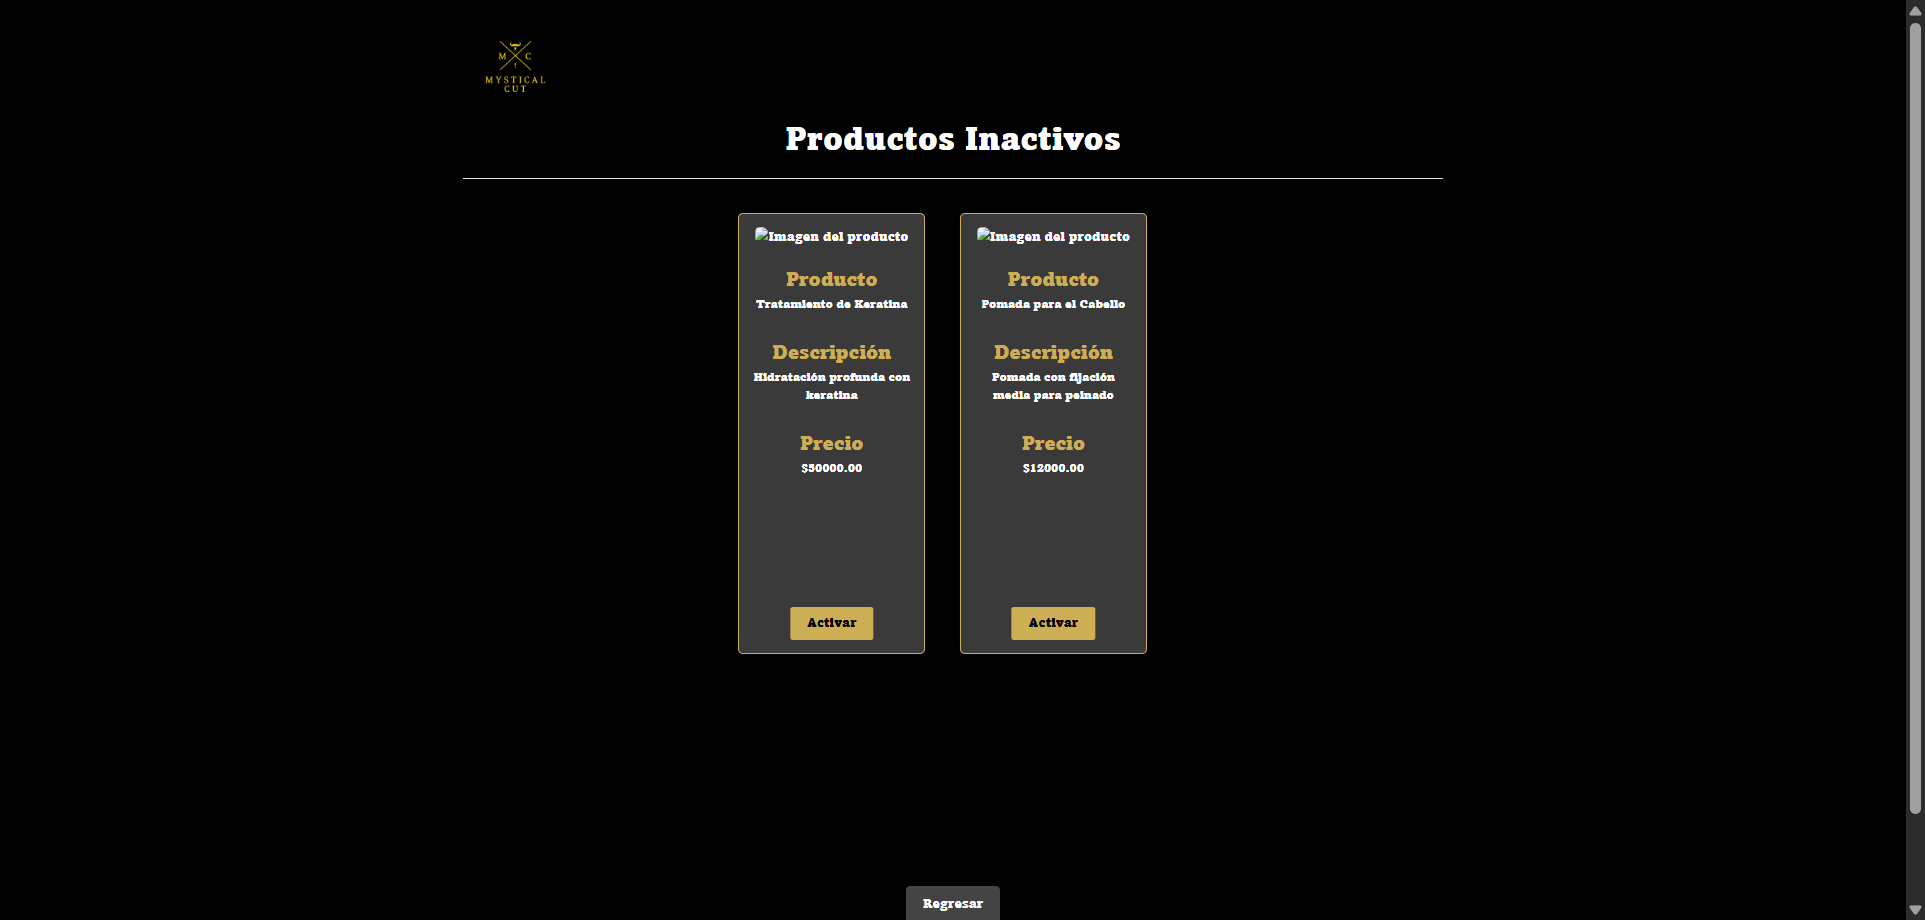 M C
MYSTICAL
CUT
Productos Inactivos
Imagen del producto
Producto
Tratamiento de Keratina
Descripción
Hidratación profunda con
keratina
Precio
$50000.00
Activar
Imagen del producto
Producto
Pomada para el Cabello
Descripción
Pomada con fijación
media para peinado
Precio
$12000.00
Activar
Regresar